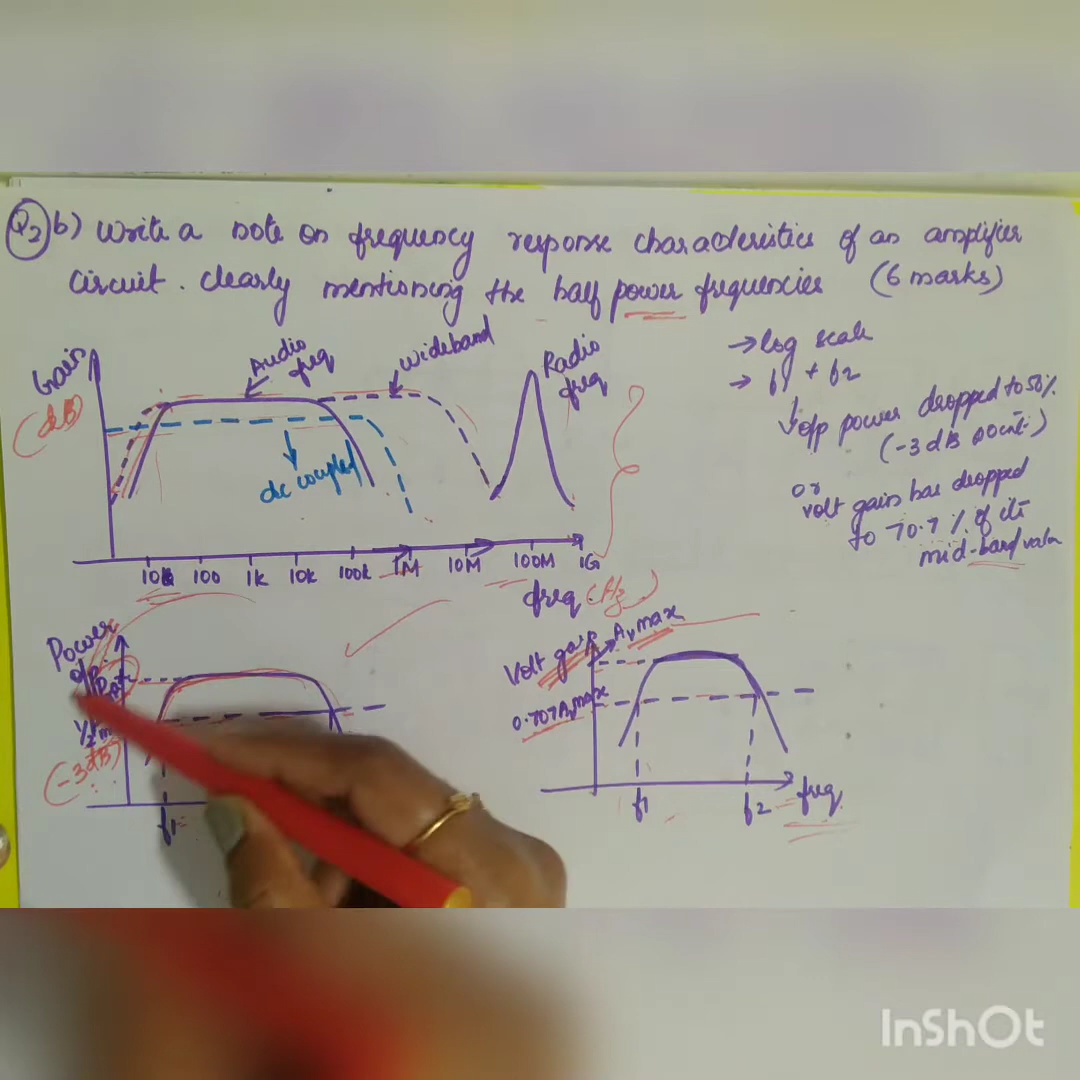 Q2 b) Write a note on frequency response characteristics of an amplifier
circuit. clearly mentioning the half power frequencies (6 marks)
Gain
(dB)
Audio
freq
Wideband
Radio
freq
dc coupled
→ log scale
→ f1 + f2
↓ o/p power dropped to 50%
(-3dB point)
or
volt gain has dropped
to 70.7% of its
mid-band value
10 100 1k 10k 100k 1M 10M 100M 1G
freq (Hz)
Power
o/p
(-3dB)
f1
Volt gain
Av max
0.707 Av max
f1 f2 freq
InShOt